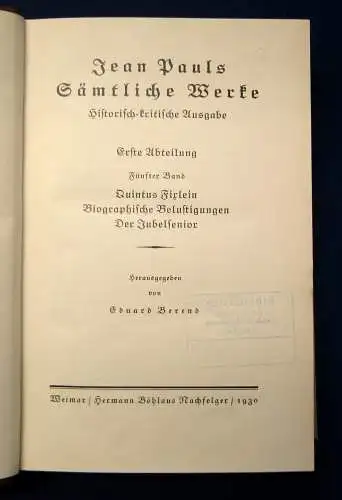 Jean Pauls
Sämtliche Werke
Historisch-kritische Ausgabe
Erste Abteilung
Fünfter Band
Quintus Fixlein
Biographische Belustigungen
Der Jubelsenior
Herausgegeben
von
Eduard Berend
Weimar / Hermann Böhlaus Nachfolger / 1930